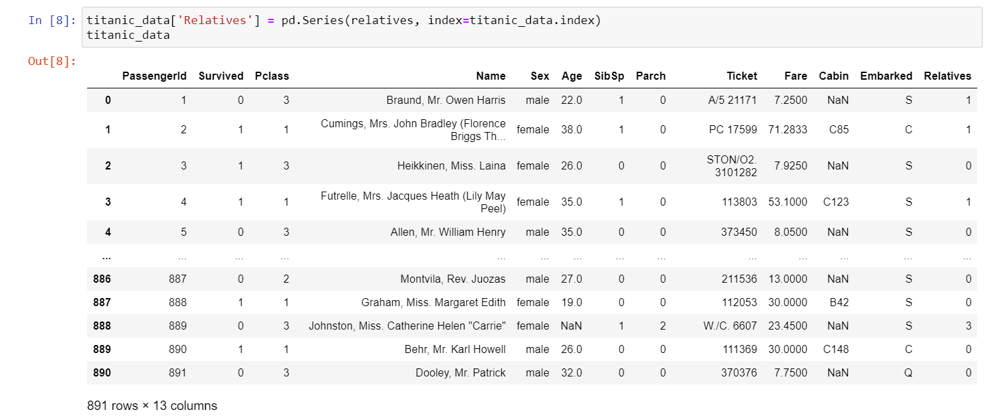 In [8]: titanic_data['Relatives'] = pd.Series(relatives, index=titanic_data.index)
titanic_data
Out[8]:
PassengerId Survived Pclass Name Sex Age SibSp Parch Ticket Fare Cabin Embarked Relatives
0 1 0 3 Braund, Mr. Owen Harris male 22.0 1 0 A/5 21171 7.2500 NaN S 1
1 2 1 1 Cumings, Mrs. John Bradley (Florence Briggs Th... female 38.0 1 0 PC 17599 71.2833 C85 C 1
2 3 1 3 Heikkinen, Miss. Laina female 26.0 0 0 STON/O2. 3101282 7.9250 NaN S 0
3 4 1 1 Futrelle, Mrs. Jacques Heath (Lily May Peel) female 35.0 1 0 113803 53.1000 C123 S 1
4 5 0 3 Allen, Mr. William Henry male 35.0 0 0 373450 8.0500 NaN S 0
... ... ... ... ... ... ... ... ... ... ... ... ... ...
886 887 0 2 Montvila, Rev. Juozas male 27.0 0 0 211536 13.0000 NaN S 0
887 888 1 1 Graham, Miss. Margaret Edith female 19.0 0 0 112053 30.0000 B42 S 0
888 889 0 3 Johnston, Miss. Catherine Helen "Carrie" female NaN 1 2 W./C. 6607 23.4500 NaN S 3
889 890 1 1 Behr, Mr. Karl Howell male 26.0 0 0 111369 30.0000 C148 C 0
890 891 0 3 Dooley, Mr. Patrick male 32.0 0 0 370376 7.7500 NaN Q 0
891 rows × 13 columns